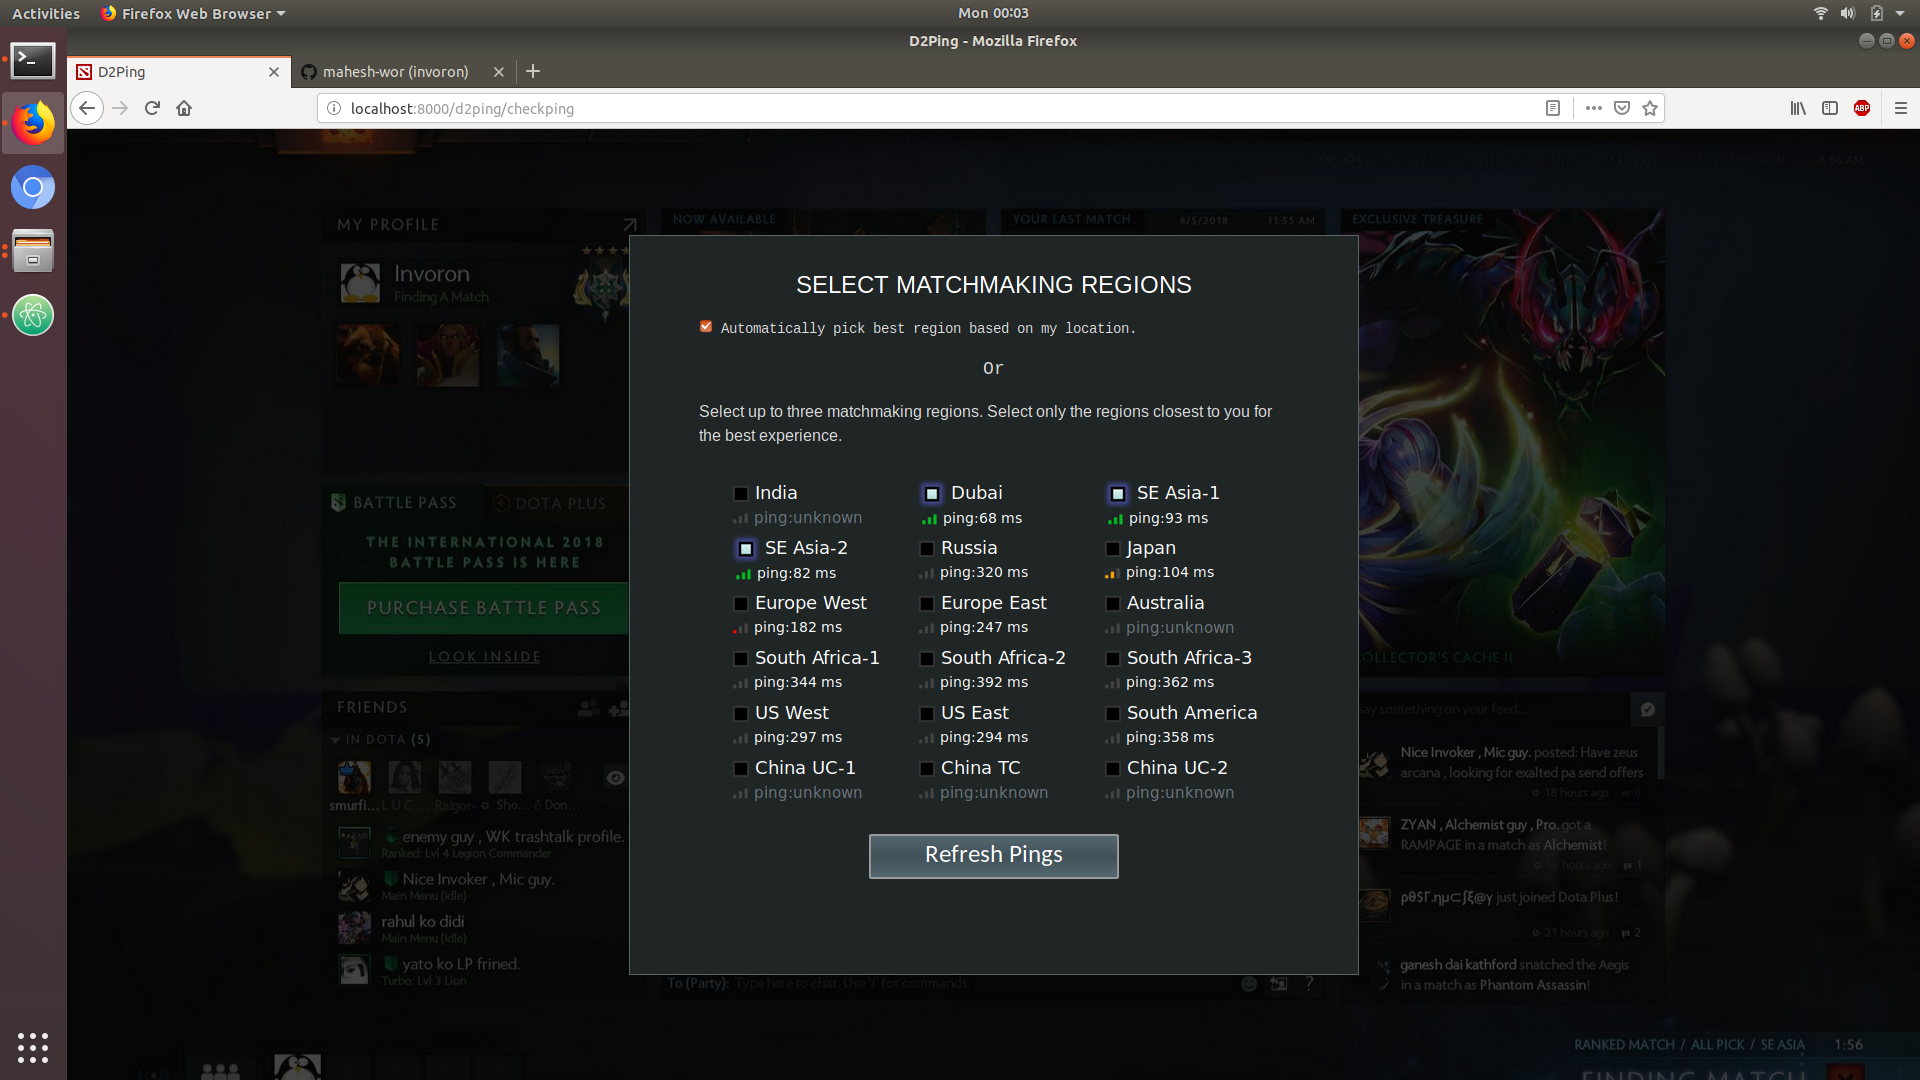 Activities
Firefox Web Browser
Mon 00:03
D2Ping - Mozilla Firefox
D2Ping
mahesh-wor (invoron)
localhost:8000/d2ping/checkping
ABP
6:56 AM
MY PROFILE
Invoron
Finding A Match
NOW AVAILABLE
YOUR LAST MATCH
8/5/2018
11:55 AM
EXCLUSIVE TREASURE
BATTLE PASS
DOTA PLUS
THE INTERNATIONAL 2018
BATTLE PASS IS HERE
PURCHASE BATTLE PASS
LOOK INSIDE
FRIENDS
IN DOTA (5)
smurfi...
L U C...
Raigor-
Sho...
Don...
enemy guy , WK trashtalk profile.
Ranked: Lvl 4 Legion Commander
Nice Invoker , Mic guy.
Main Menu (Idle)
rahul ko didi
Main Menu (Idle)
yato ko LP frined.
Turbo: Lvl 3 Lion
SELECT MATCHMAKING REGIONS
Automatically pick best region based on my location.
Or
Select up to three matchmaking regions. Select only the regions closest to you for
the best experience.
India
ping:unknown
Dubai
ping:68 ms
SE Asia-1
ping:93 ms
SE Asia-2
ping:82 ms
Russia
ping:320 ms
Japan
ping:104 ms
Europe West
ping:182 ms
Europe East
ping:247 ms
Australia
ping:unknown
South Africa-1
ping:344 ms
South Africa-2
ping:392 ms
South Africa-3
ping:362 ms
US West
ping:297 ms
US East
ping:294 ms
South America
ping:358 ms
China UC-1
ping:unknown
China TC
ping:unknown
China UC-2
ping:unknown
Refresh Pings
To (Party): Type here to chat. Use '/' for commands.
COLLECTOR'S CACHE II
Say something on your feed...
Nice Invoker , Mic guy. posted: Have zeus
arcana , looking for exalted pa send offers
18 hours ago
0
ZYAN , Alchemist guy , Pro. got a
RAMPAGE in a match as Alchemist!
19 hours ago
1
just joined Dota Plus!
21 hours ago
2
ganesh dai kathford snatched the Aegis
in a match as Phantom Assassin!
RANKED MATCH / ALL PICK / SE ASIA
1:56
FINDING MATCH